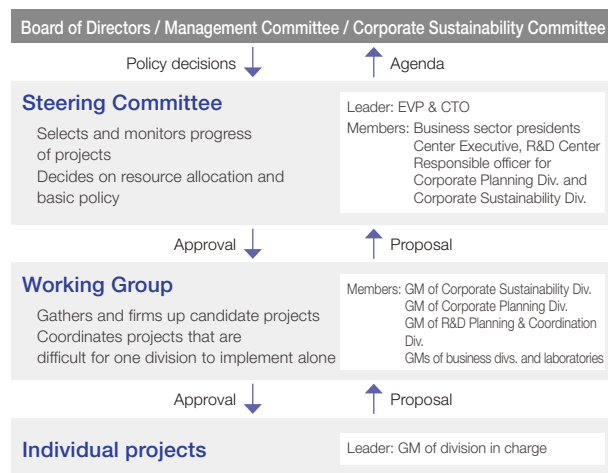 Board of Directors / Management Committee / Corporate Sustainability Committee
Policy decisions
Agenda
Steering Committee
Selects and monitors progress
of projects
Decides on resource allocation and
basic policy
Leader: EVP & CTO
Members: Business sector presidents
Center Executive, R&D Center
Responsible officer for
Corporate Planning Div. and
Corporate Sustainability Div.
Approval
Proposal
Working Group
Gathers and firms up candidate projects
Coordinates projects that are
difficult for one division to implement alone
Members: GM of Corporate Sustainability Div.
GM of Corporate Planning Div.
GM of R&D Planning & Coordination
Div.
GMs of business divs. and laboratories
Approval
Proposal
Individual projects
Leader: GM of division in charge